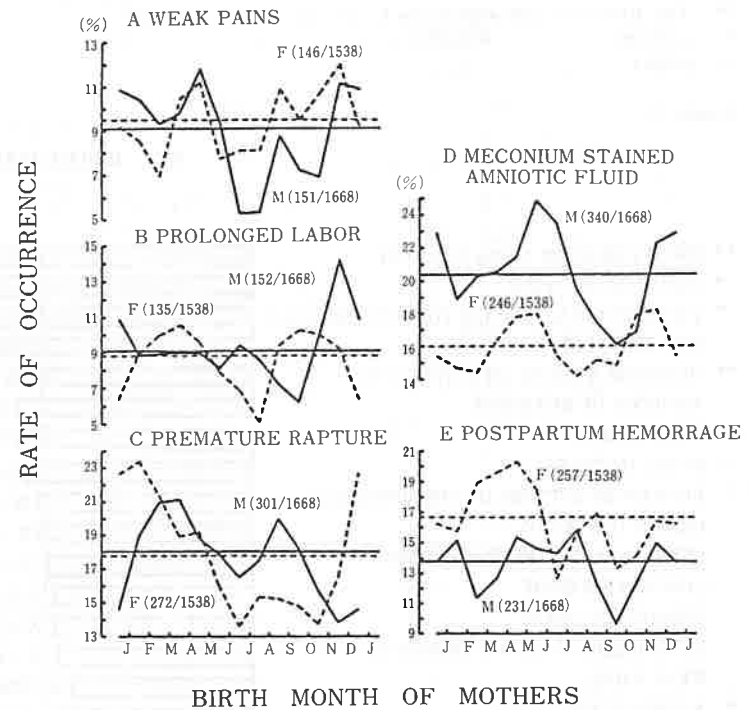 A WEAK PAINS
(%)
13
11
9
7
5
F (146/1538)
M (151/1668)
B PROLONGED LABOR
15
13
11
9
7
5
M (152/1668)
F (135/1538)
C PREMATURE RAPTURE
23
21
19
17
15
13
M (301/1668)
F (272/1538)
J F M A M J J A S O N D J
D MECONIUM STAINED
AMNIOTIC FLUID
(%)
24
22
20
18
16
14
M (340/1668)
F (246/1538)
E POSTPARTUM HEMORRAGE
21
19
17
15
13
11
9
F (257/1538)
M (231/1668)
J F M A M J J A S O N D J
RATE OF OCCURRENCE
BIRTH MONTH OF MOTHERS